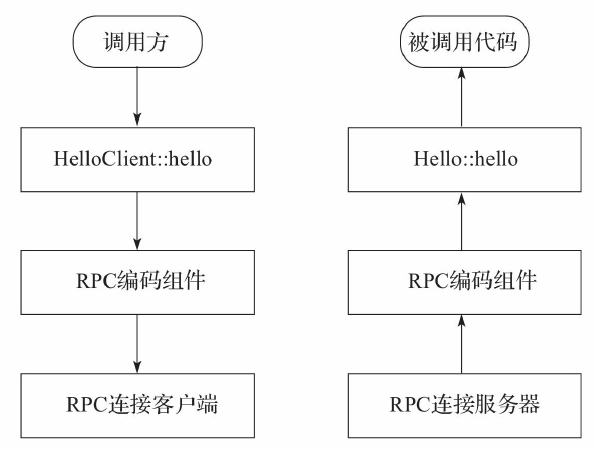 调用方
HelloClient::hello
RPC编码组件
RPC连接客户端
被调用代码
Hello::hello
RPC编码组件
RPC连接服务器